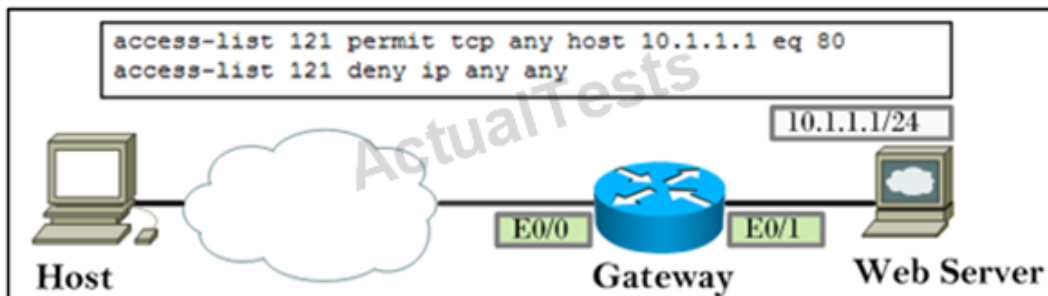 access-list 121 permit tcp any host 10.1.1.1 eq 80
access-list 121 deny ip any any
ActualTests
10.1.1.1/24
E0/0
E0/1
Host
Gateway
Web Server